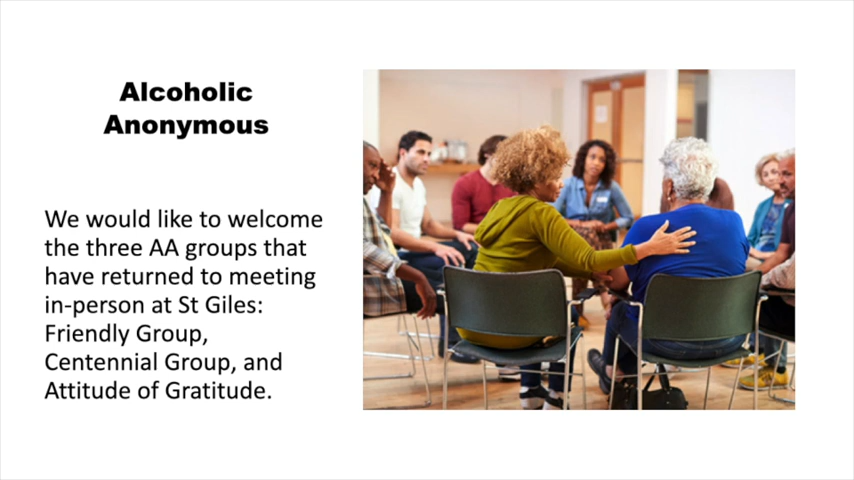 Alcoholic
Anonymous
We would like to welcome
the three AA groups that
have returned to meeting
in-person at St Giles:
Friendly Group,
Centennial Group, and
Attitude of Gratitude.